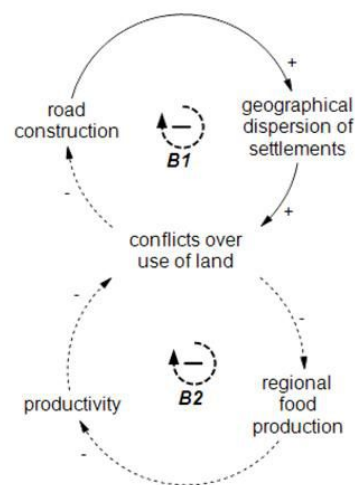 +
road
construction
geographical
dispersion of
settlements
B1
-
+
conflicts over
use of land
-
-
productivity
B2
regional
food
production
-